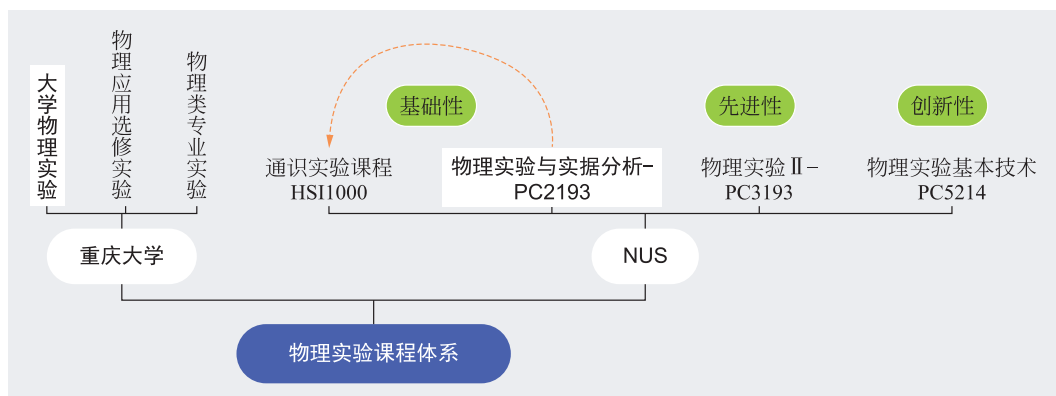 大学物理实验
物理应用选修实验
物理类专业实验
基础性
先进性
创新性
通识实验课程
HSI1000
物理实验与实据分析–
PC2193
物理实验Ⅱ–
PC3193
物理实验基本技术
PC5214
重庆大学
NUS
物理实验课程体系